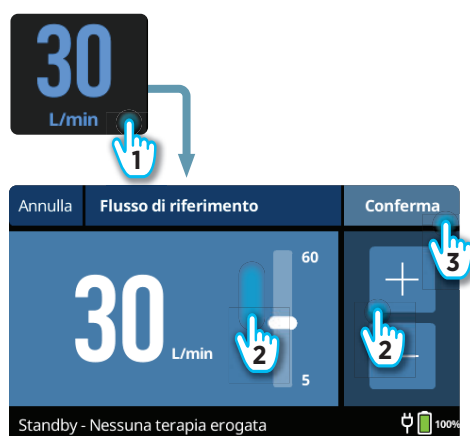 30
L/min
1
Annulla Flusso di riferimento Conferma
3
60
30 L/min
2
2
5
Standby - Nessuna terapia erogata 100%